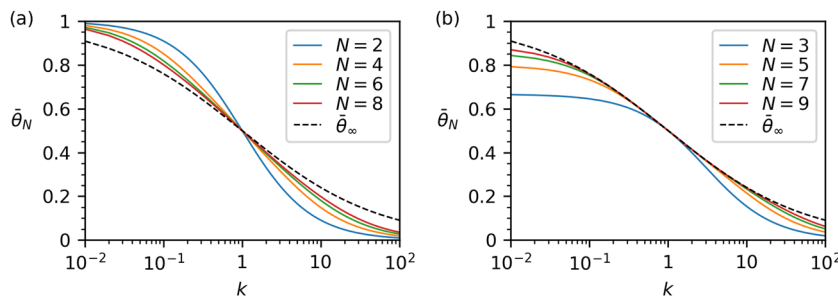 (a)
1
0.8
0.6
0.4
0.2
0
θ̄_N
N = 2
N = 4
N = 6
N = 8
θ̄_∞
10⁻² 10⁻¹ 1 10 10²
k
(b)
1
0.8
0.6
0.4
0.2
0
θ̄_N
N = 3
N = 5
N = 7
N = 9
θ̄_∞
10⁻² 10⁻¹ 1 10 10²
k